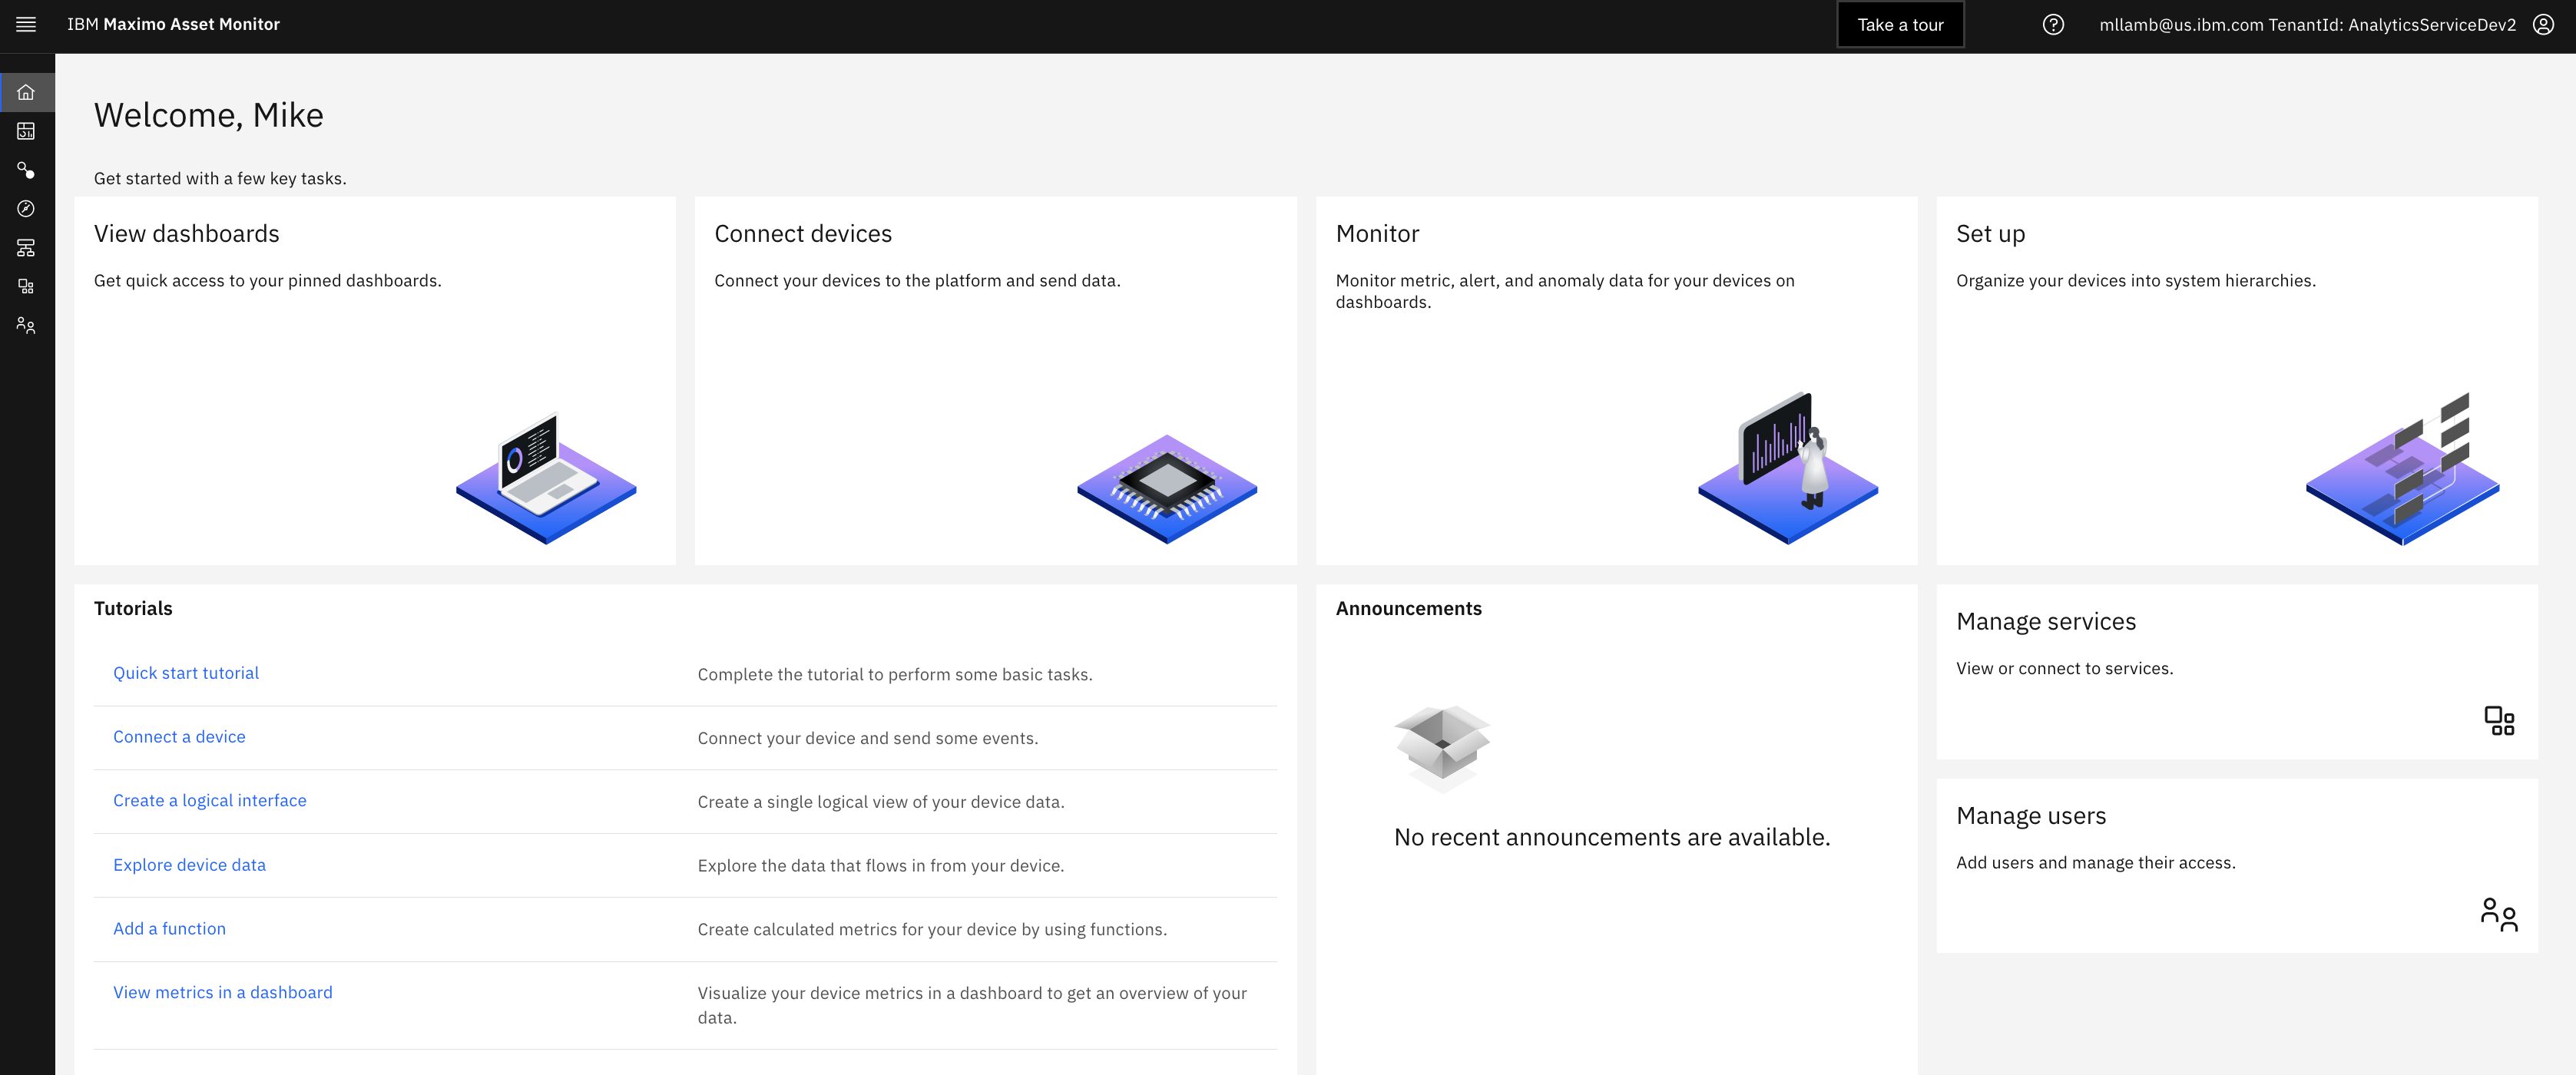 IBM Maximo Asset Monitor
Take a tour
mllamb@us.ibm.com TenantId: AnalyticsServiceDev2
Welcome, Mike
Get started with a few key tasks.
View dashboards
Get quick access to your pinned dashboards.
Connect devices
Connect your devices to the platform and send data.
Monitor
Monitor metric, alert, and anomaly data for your devices on
dashboards.
Set up
Organize your devices into system hierarchies.
Tutorials
Quick start tutorial
Complete the tutorial to perform some basic tasks.
Connect a device
Connect your device and send some events.
Create a logical interface
Create a single logical view of your device data.
Explore device data
Explore the data that flows in from your device.
Add a function
Create calculated metrics for your device by using functions.
View metrics in a dashboard
Visualize your device metrics in a dashboard to get an overview of your
data.
Announcements
No recent announcements are available.
Manage services
View or connect to services.
Manage users
Add users and manage their access.